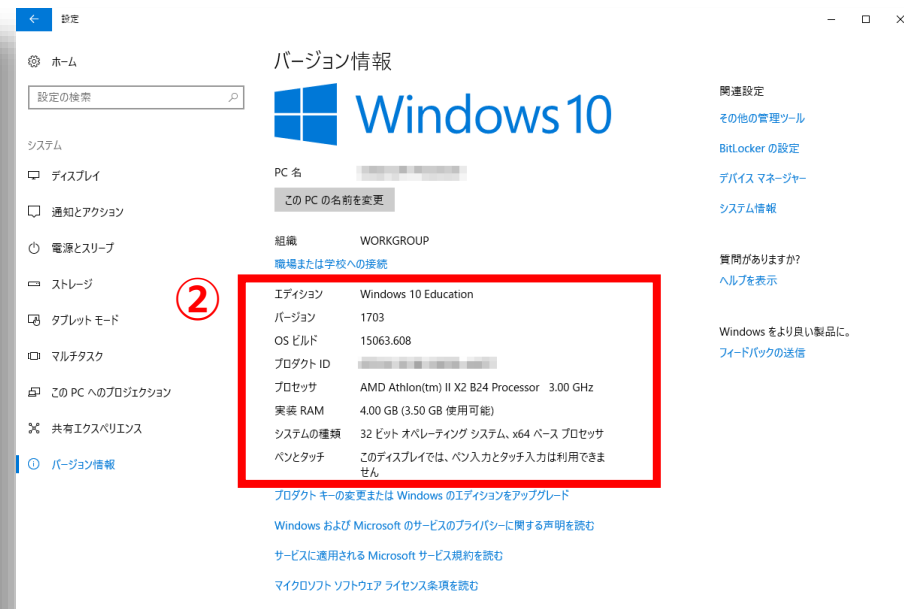 設定
ホーム
設定の検索
システム
ディスプレイ
通知とアクション
電源とスリープ
ストレージ
タブレット モード
マルチタスク
この PC へのプロジェクション
共有エクスペリエンス
バージョン情報
バージョン情報
Windows 10
PC 名
この PC の名前を変更
組織 WORKGROUP
職場または学校への接続
②
エディション Windows 10 Education
バージョン 1703
OS ビルド 15063.608
プロダクト ID
プロセッサ AMD Athlon(tm) II X2 B24 Processor 3.00 GHz
実装 RAM 4.00 GB (3.50 GB 使用可能)
システムの種類 32 ビット オペレーティング システム、x64 ベース プロセッサ
ペンとタッチ このディスプレイでは、ペン入力とタッチ入力は利用できま
せん
プロダクト キーの変更または Windows のエディションをアップグレード
Windows および Microsoft のサービスのプライバシーに関する声明を読む
サービスに適用される Microsoft サービス規約を読む
マイクロソフト ソフトウェア ライセンス条項を読む
関連設定
その他の管理ツール
BitLocker の設定
デバイス マネージャー
システム情報
質問がありますか?
ヘルプを表示
Windows をより良い製品に。
フィードバックの送信